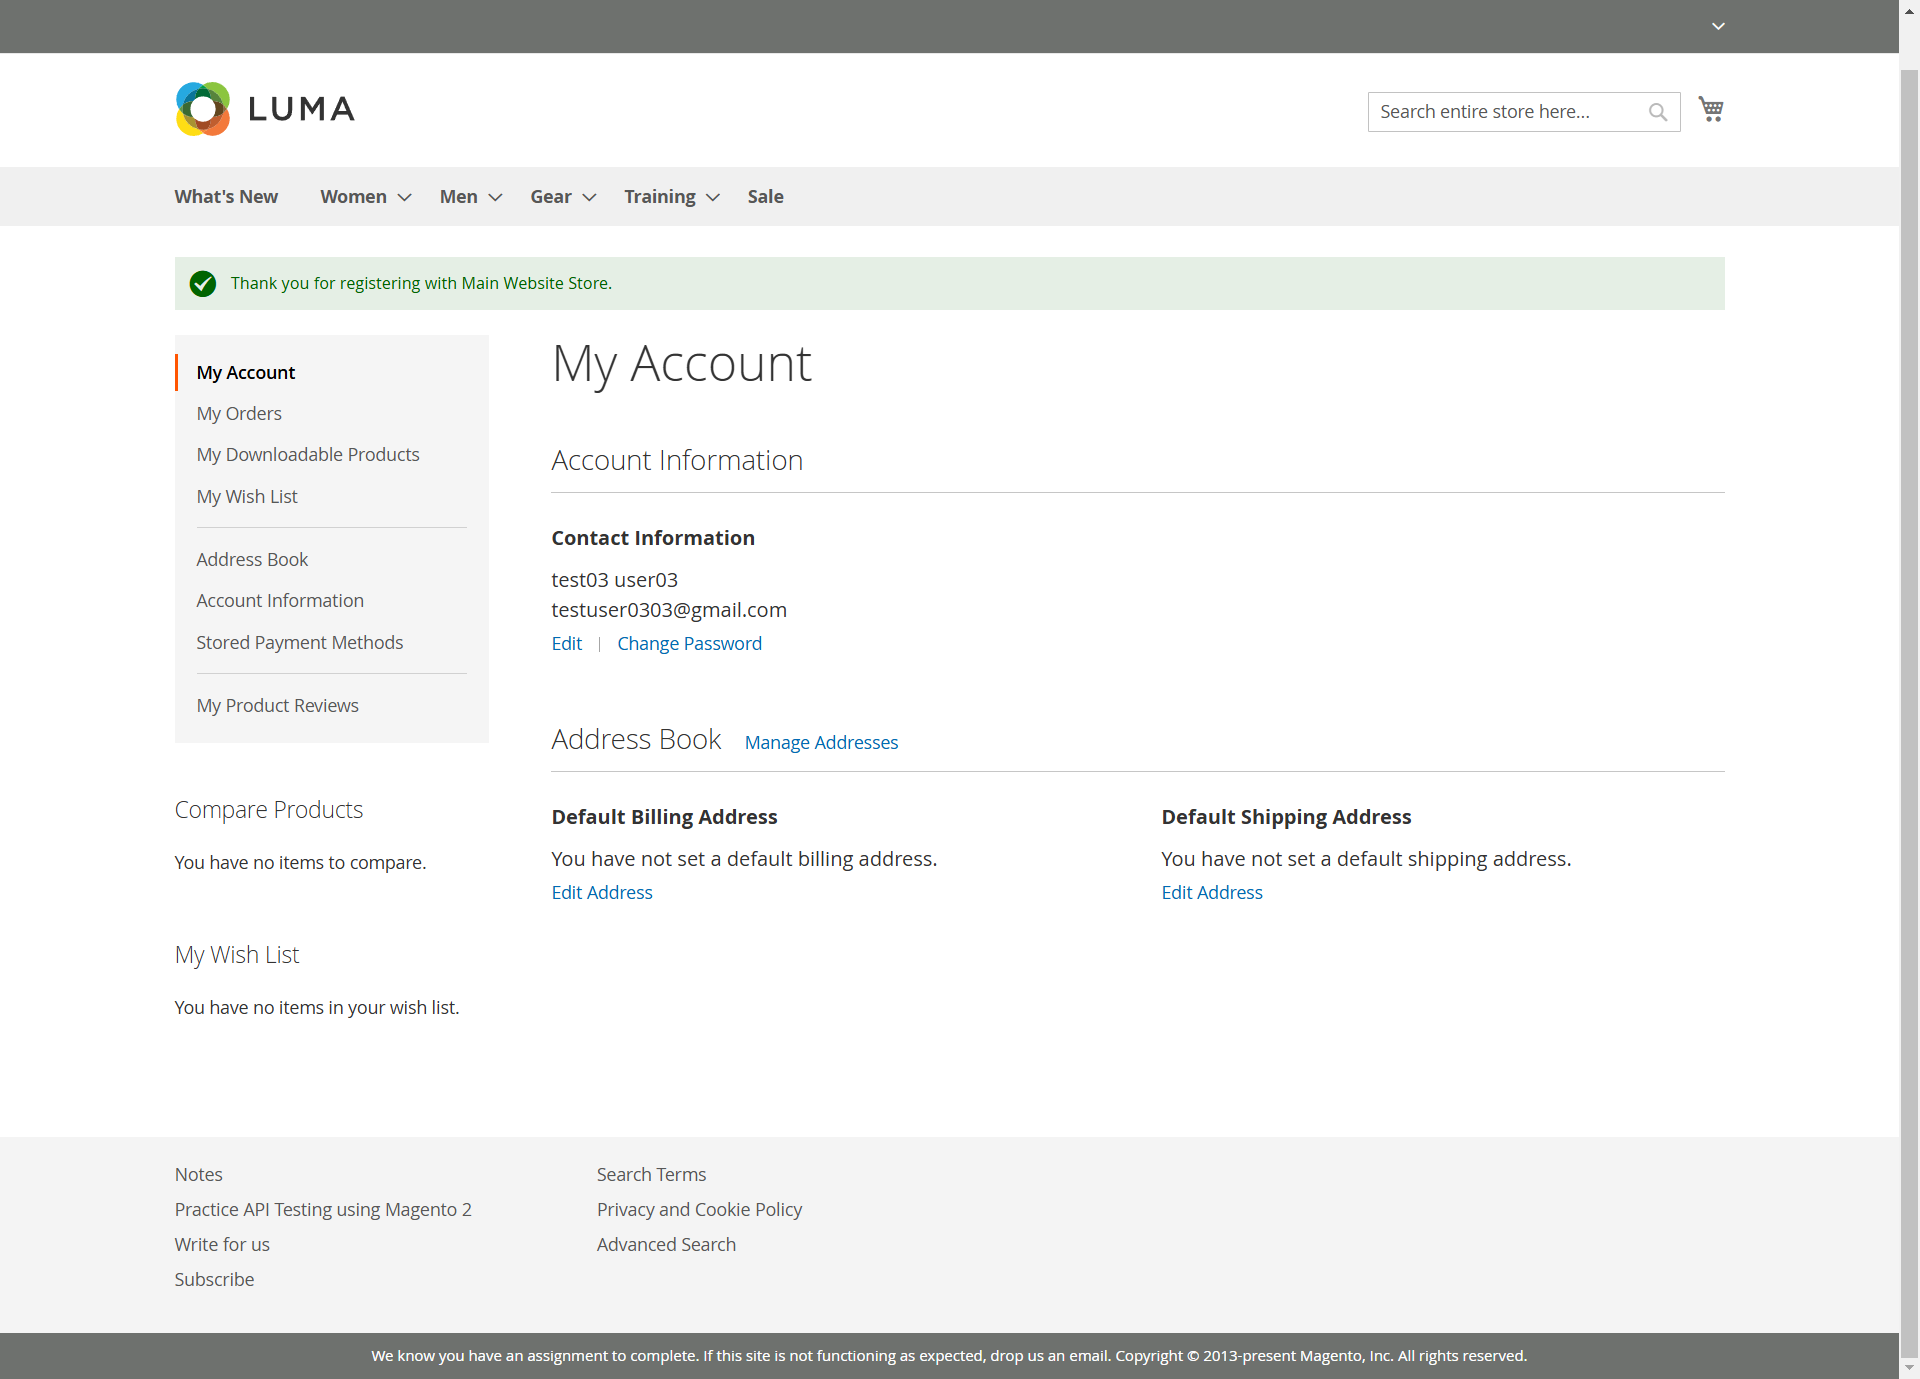 LUMA
Search entire store here...
What's New Women Men Gear Training Sale
Thank you for registering with Main Website Store.
My Account
My Orders
My Downloadable Products
My Wish List
Address Book
Account Information
Stored Payment Methods
My Product Reviews
Compare Products
You have no items to compare.
My Wish List
You have no items in your wish list.
My Account
Account Information
Contact Information
test03 user03
testuser0303@gmail.com
Edit | Change Password
Address Book Manage Addresses
Default Billing Address
You have not set a default billing address.
Edit Address
Default Shipping Address
You have not set a default shipping address.
Edit Address
Notes
Practice API Testing using Magento 2
Write for us
Subscribe
Search Terms
Privacy and Cookie Policy
Advanced Search
We know you have an assignment to complete. If this site is not functioning as expected, drop us an email. Copyright © 2013-present Magento, Inc. All rights reserved.